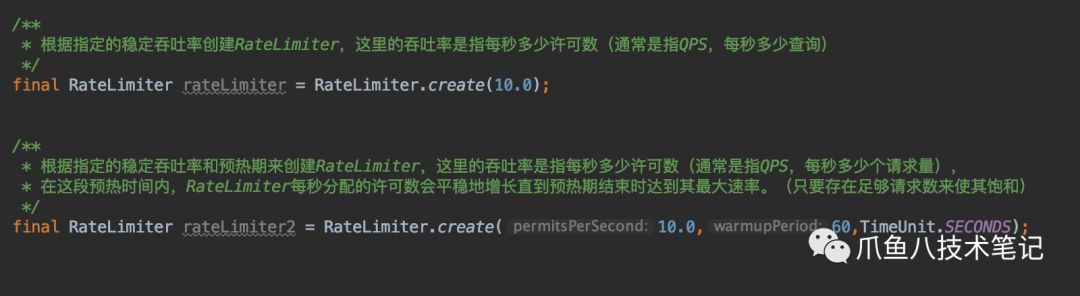 /**
 * 根据指定的稳定吞吐率创建RateLimiter，这里的吞吐率是指每秒多少许可数（通常是指QPS，每秒多少查询）
 */
final RateLimiter rateLimiter = RateLimiter.create(10.0);
/**
 * 根据指定的稳定吞吐率和预热期来创建RateLimiter，这里的吞吐率是指每秒多少许可数（通常是指QPS，每秒多少个请求量），
 * 在这段预热时间内，RateLimiter每秒分配的许可数会平稳地增长直到预热期结束时达到其最大速率。（只要存在足够请求数来使其饱和）
 */
final RateLimiter rateLimiter2 = RateLimiter.create( permitsPerSecond: 10.0, warmupPeriod: 60,TimeUnit.SECONDS);
爪鱼八技术笔记